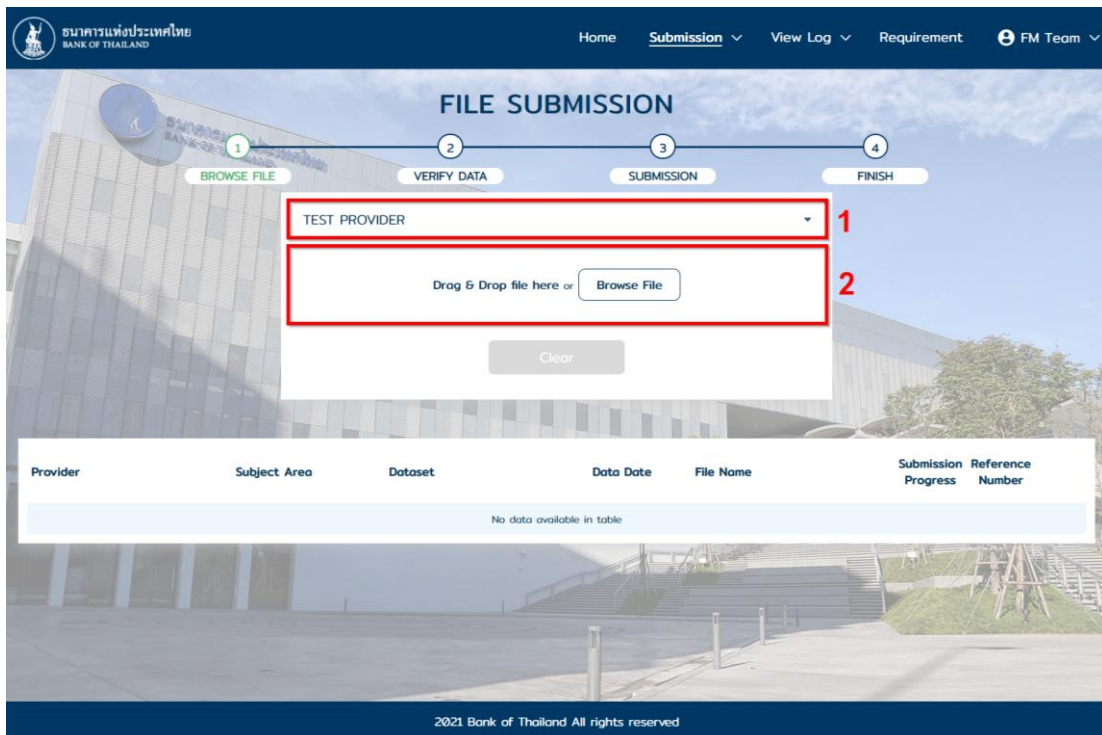 ธนาคารแห่งประเทศไทย
BANK OF THAILAND
Home Submission View Log Requirement FM Team
FILE SUBMISSION
1 2 3 4
BROWSE FILE VERIFY DATA SUBMISSION FINISH
TEST PROVIDER 1
Drag & Drop file here or Browse File 2
Clear
Provider Subject Area Dataset Data Date File Name Submission Progress Reference Number
No data available in table
2021 Bank of Thailand All rights reserved